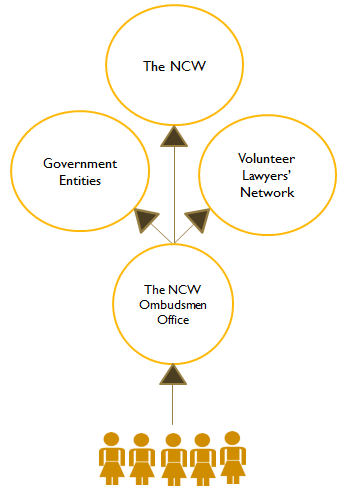 The NCW
Government
Entities
Volunteer
Lawyers'
Network
The NCW
Ombudsmen
Office